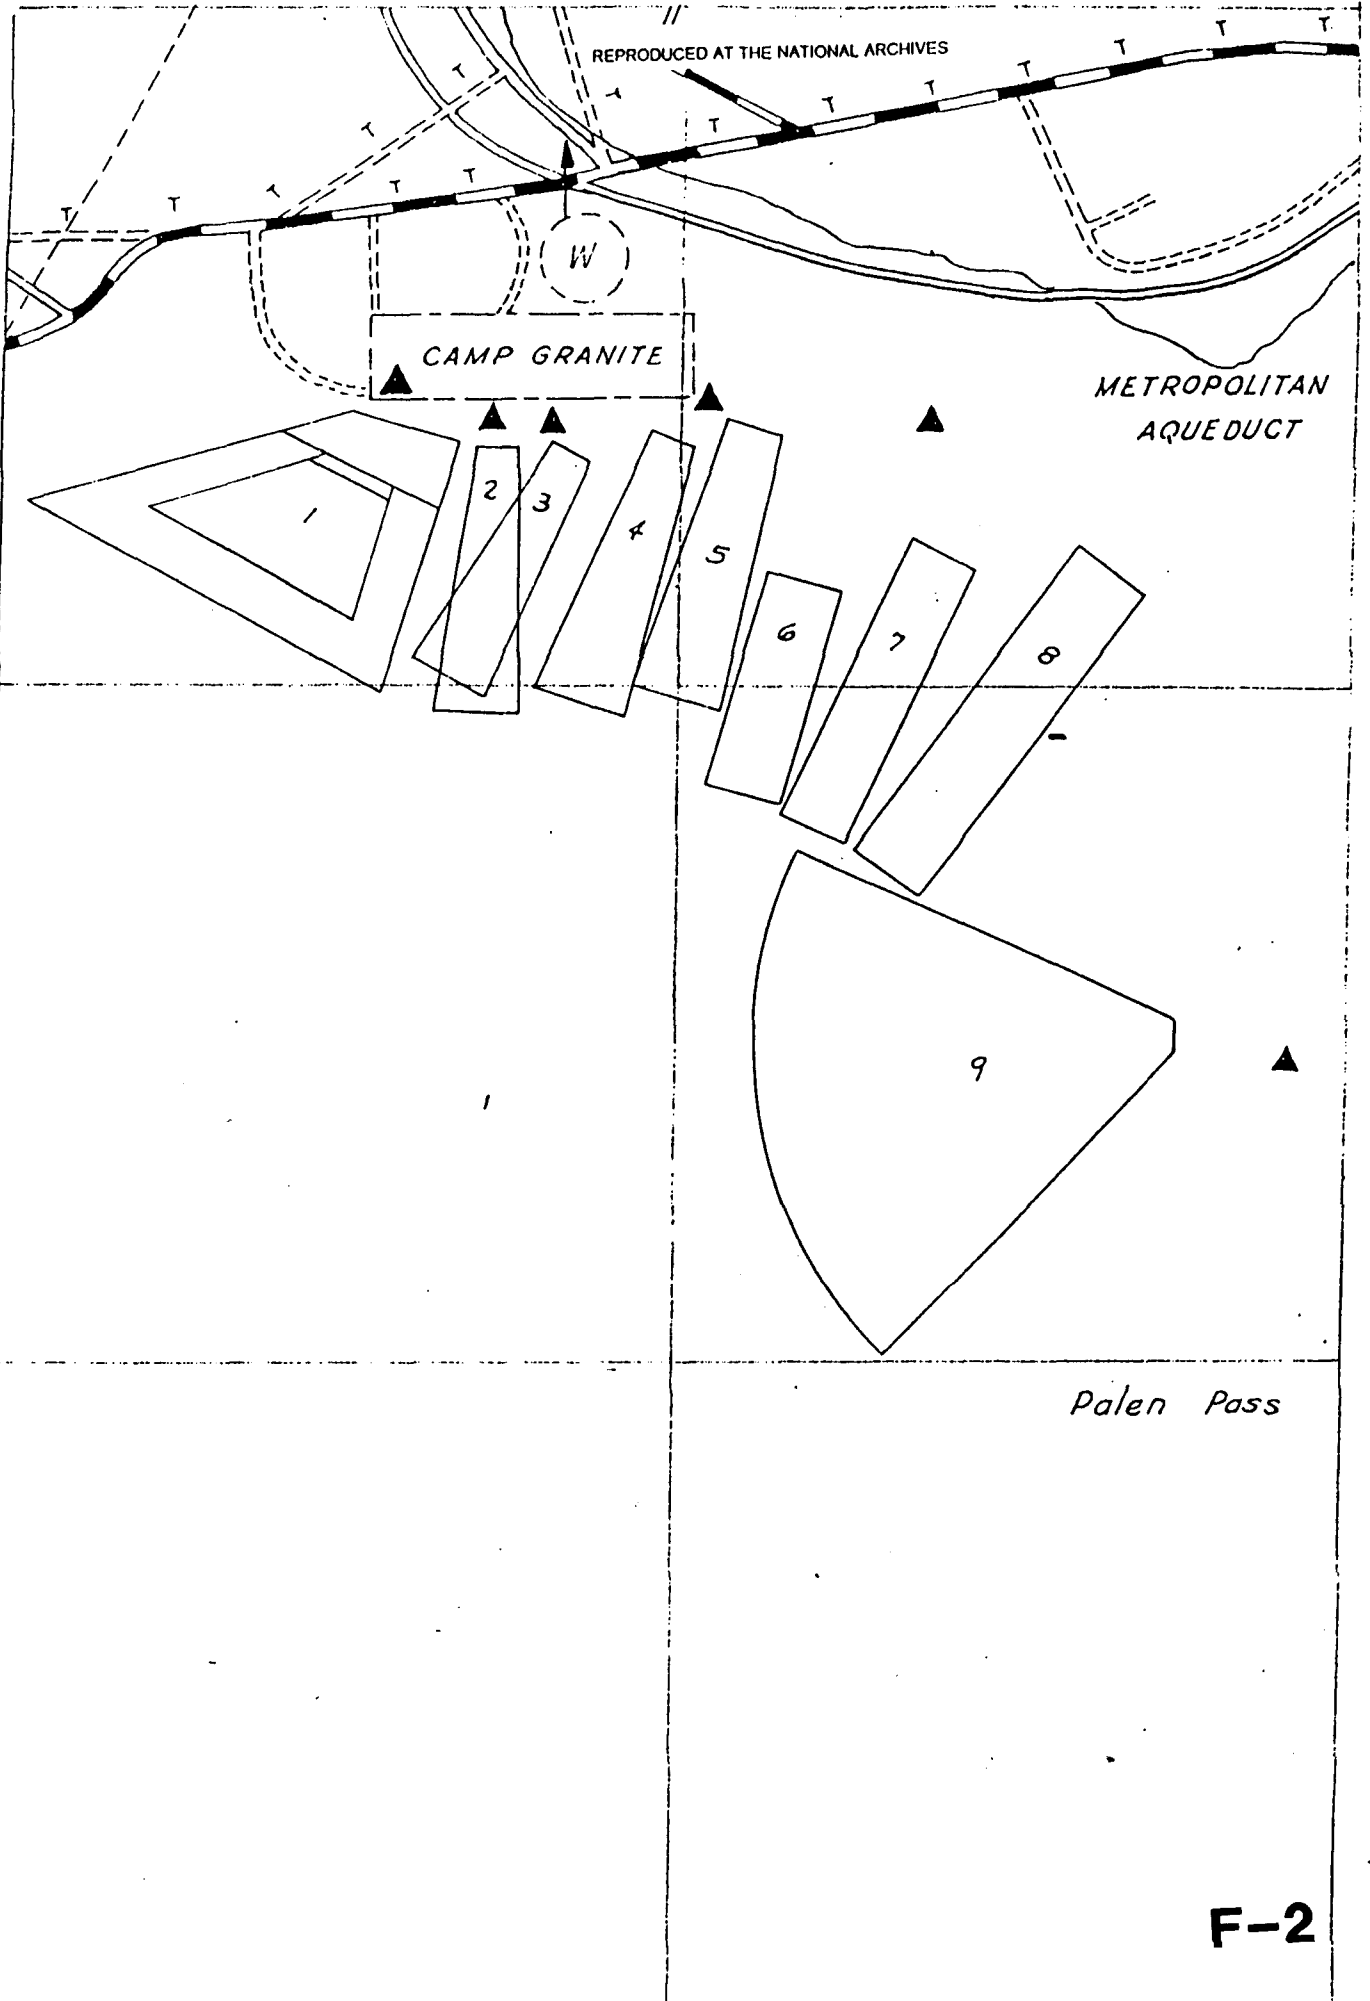 REPRODUCED AT THE NATIONAL ARCHIVES
T T T
T T T T T
T T T T T T
W
CAMP GRANITE
METROPOLITAN
AQUEDUCT
1
2
3
4
5
6
7
8
9
Palen Pass
F-2